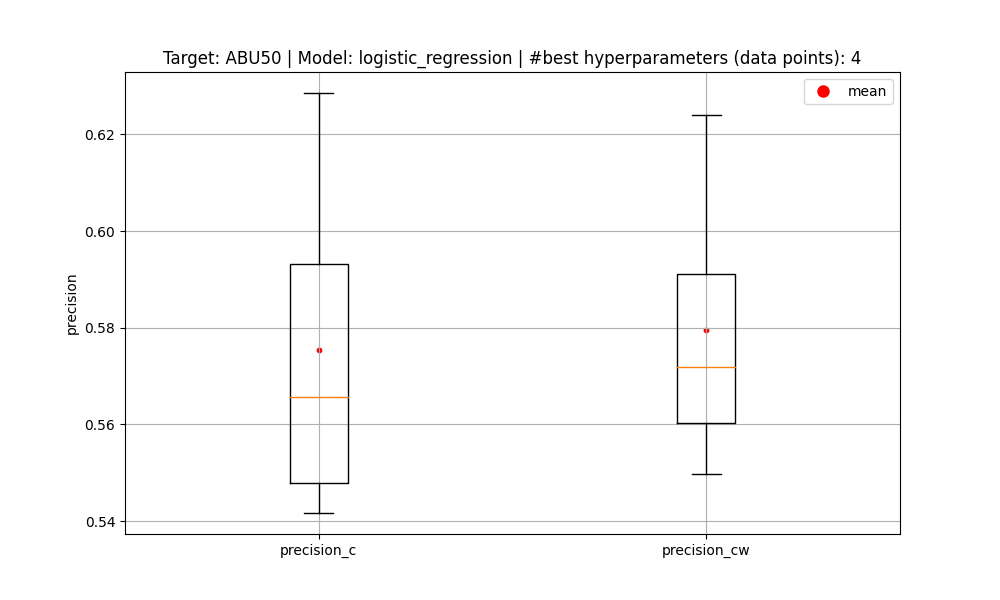 Target: ABU50 | Model: logistic_regression | #best hyperparameters (data points): 4
mean
0.62
0.60
0.58
0.56
0.54
precision
precision_c
precision_cw